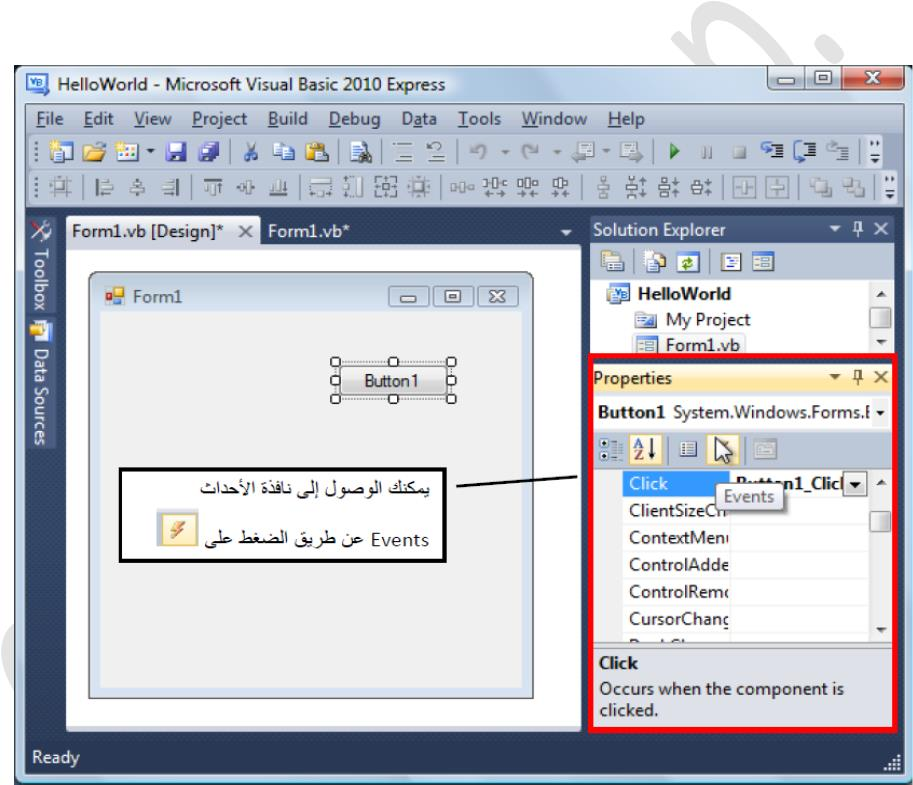 HelloWorld - Microsoft Visual Basic 2010 Express
File Edit View Project Build Debug Data Tools Window Help
Form1.vb [Design]* Form1.vb*
Toolbox
Data Sources
Form1
Button1
يمكنك الوصول إلى نافذة الأحداث
Events عن طريق الضغط على
Solution Explorer
HelloWorld
My Project
Form1.vb
Properties
Button1 System.Windows.Forms.
Click Button1_Clic
Events
ClientSizeCh
ContextMen
ControlAdde
ControlRem
CursorChang
Click
Occurs when the component is
clicked.
Ready